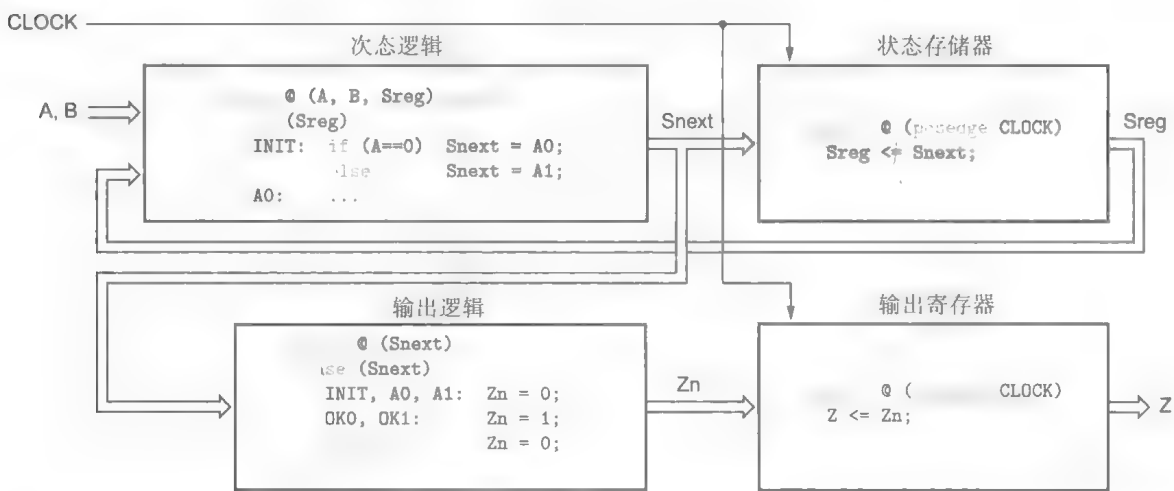 CLOCK
次态逻辑
状态存储器
A, B
@ (A, B, Sreg)
(Sreg)
INIT: if (A==0) Snext = A0;
Snext = A1;
A0: ...
Snext
@ (posedge CLOCK)
Sreg <= Snext;
Sreg
输出逻辑
输出寄存器
@ (Snext)
(Snext)
INIT, A0, A1: Zn = 0;
OK0, OK1: Zn = 1;
Zn = 0;
Zn
@ ( CLOCK)
Z <= Zn;
Z